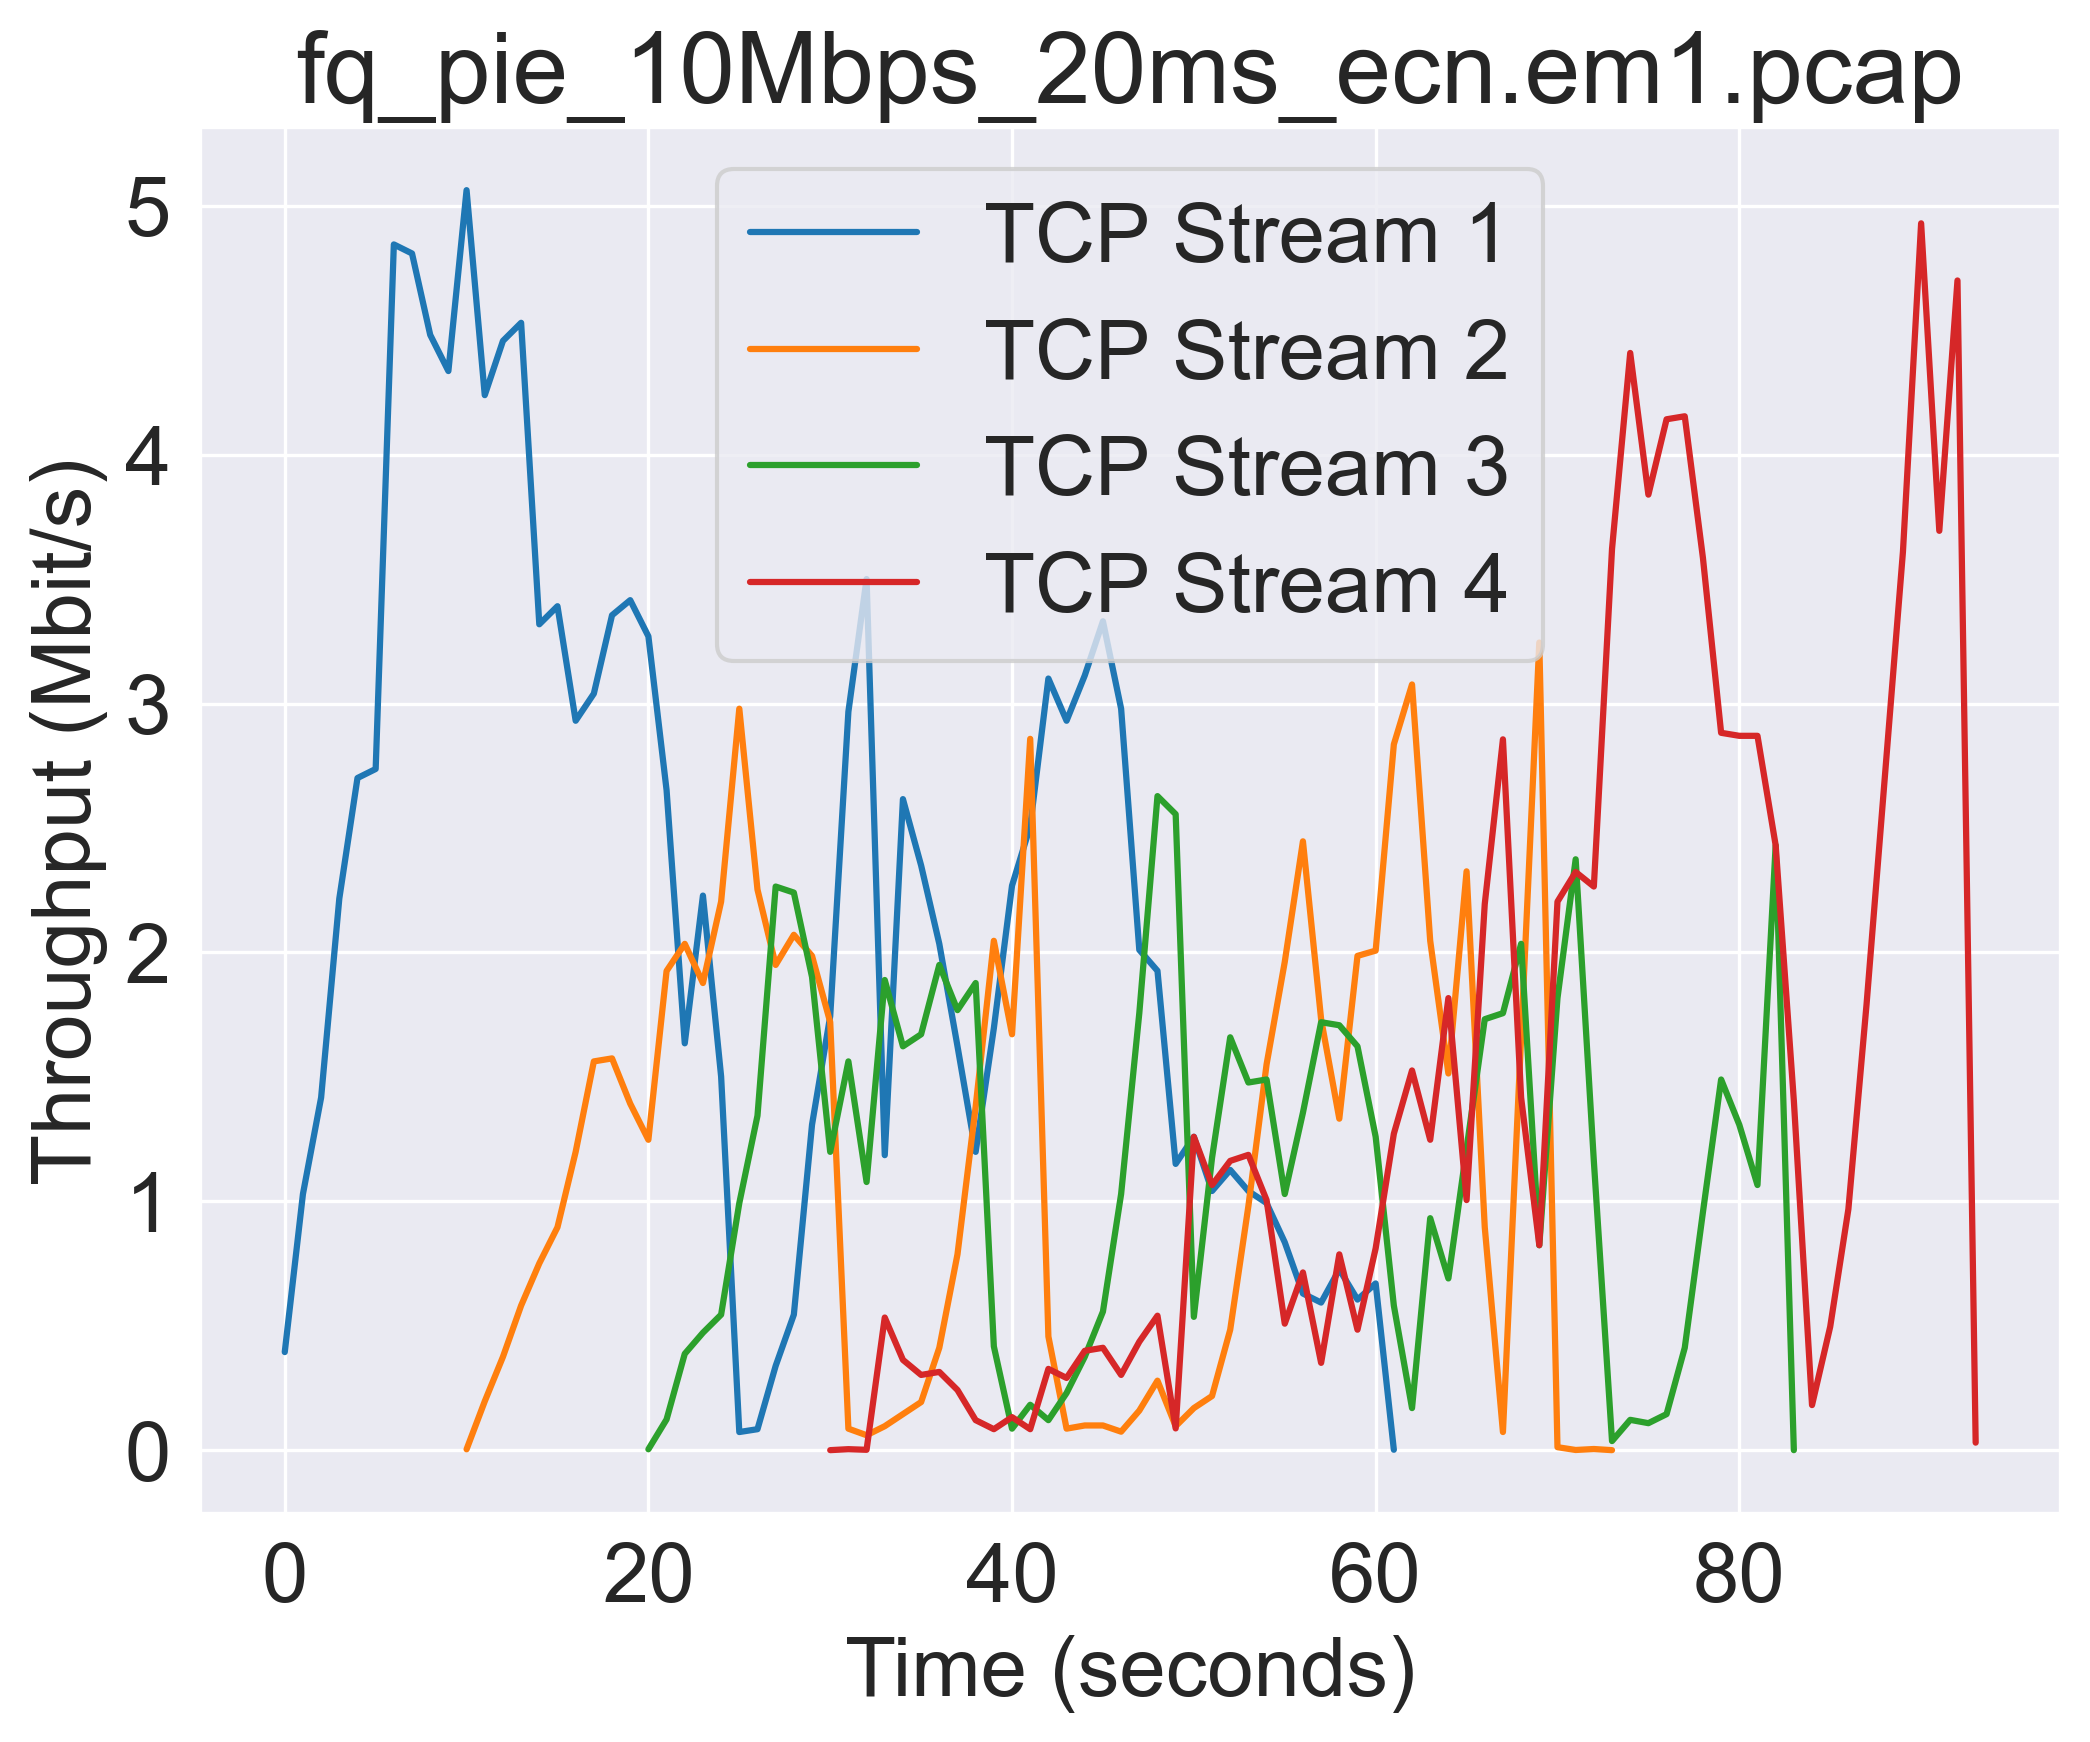 fq_pie_10Mbps_20ms_ecn.em1.pcap
TCP Stream 1
TCP Stream 2
TCP Stream 3
TCP Stream 4
Throughput (Mbit/s)
5
4
3
2
1
0
0 20 40 60 80
Time (seconds)